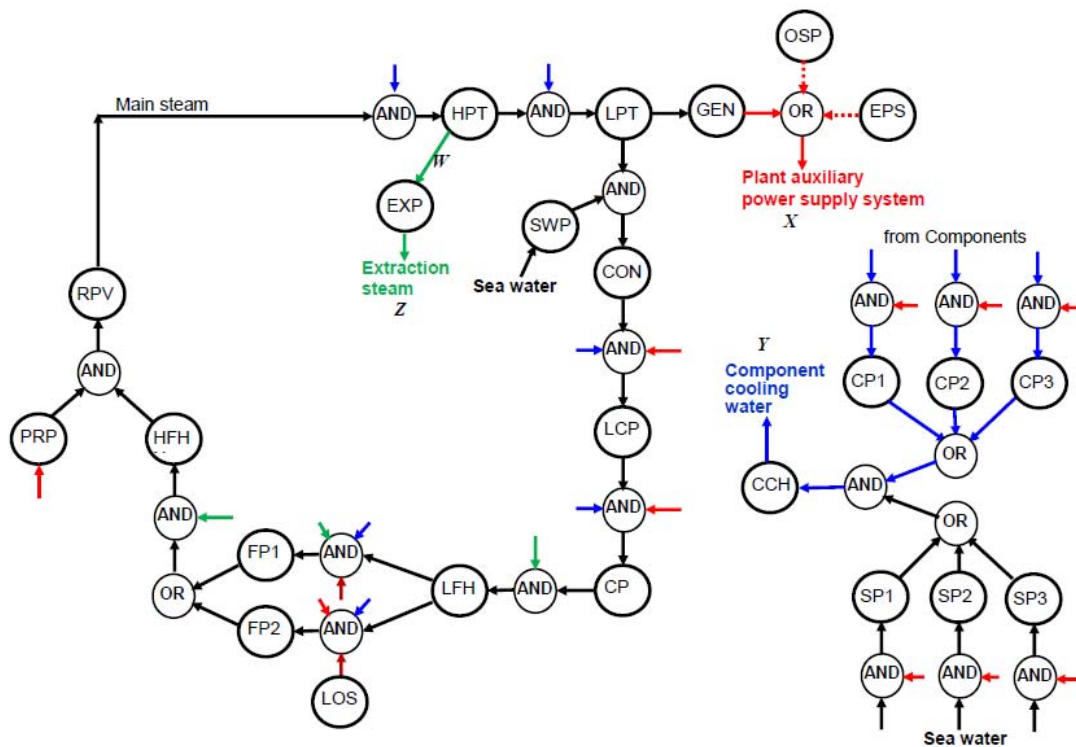 OSP
Main steam
AND
HPT
AND
LPT
GEN
OR
EPS
W
EXP
Plant auxiliary
power supply system
X
AND
SWP
Extraction
steam
Z
Sea water
CON
from Components
RPV
AND
AND
AND
AND
AND
Y
Component
cooling
water
CP1
CP2
CP3
PRP
HFH
LCP
OR
CCH
AND
AND
AND
OR
FP1
AND
OR
LFH
AND
CP
SP1
SP2
SP3
FP2
AND
AND
AND
AND
LOS
Sea water